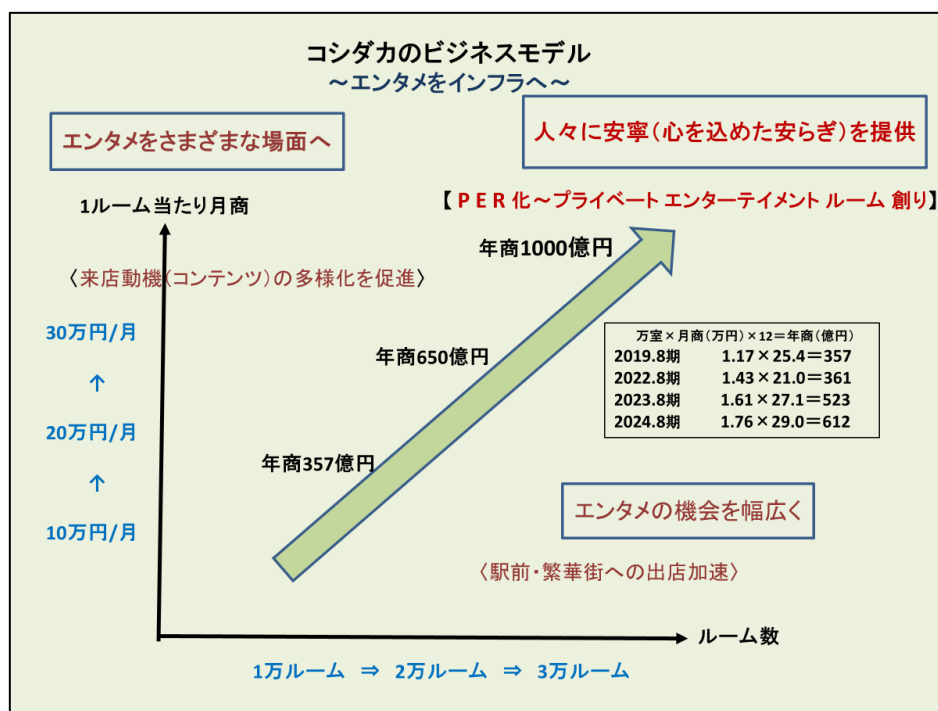 コシダカのビジネスモデル
～エンタメをインフラへ～
エンタメをさまざまな場面へ
人々に安寧（心を込めた安らぎ）を提供
1ルーム当たり月商
【 P E R 化～プライベート エンターテイメント ルーム 創り】
年商1000億円
〈来店動機（コンテンツ）の多様化を促進〉
30万円/月
↑
20万円/月
↑
10万円/月
年商650億円
年商357億円
万室×月商（万円）×12＝年商（億円）
2019.8期 1.17×25.4＝357
2022.8期 1.43×21.0＝361
2023.8期 1.61×27.1＝523
2024.8期 1.76×29.0＝612
エンタメの機会を幅広く
〈駅前・繁華街への出店加速〉
ルーム数
1万ルーム ⇒ 2万ルーム ⇒ 3万ルーム